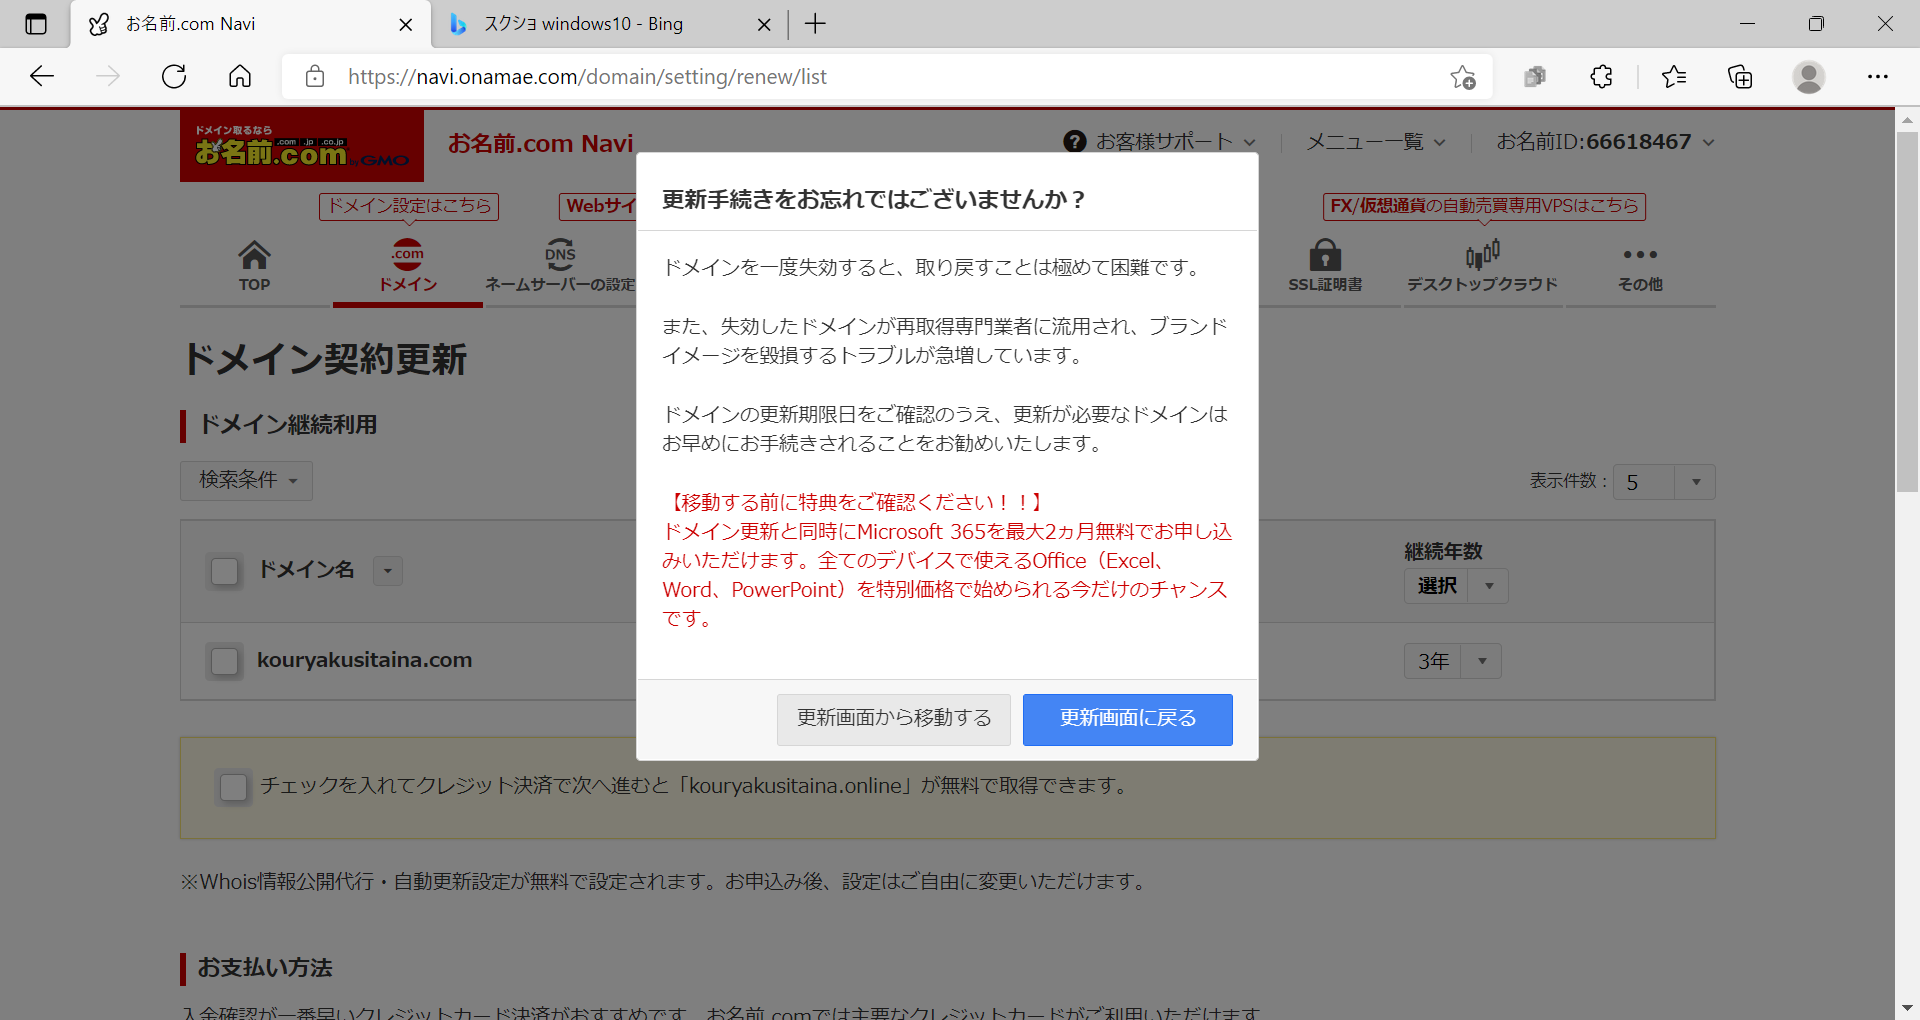 お名前.com Navi
スクショ windows10 - Bing
https://navi.onamae.com/domain/setting/renew/list
ドメイン取るなら
お名前.com
.com .jp .co.jp
by GMO
お名前.com Navi
お客様サポート
メニュー一覧
お名前ID:66618467
ドメイン設定はこちら
Webサイ
FX/仮想通貨の自動売買専用VPSはこちら
TOP
.com
ドメイン
DNS
ネームサーバーの設定
SSL証明書
デスクトップクラウド
その他
ドメイン契約更新
ドメイン継続利用
検索条件
表示件数：
5
ドメイン名
継続年数
選択
kouryakusitaina.com
3年
チェックを入れてクレジット決済で次へ進むと「kouryakusitaina.online」が無料で取得できます。
※Whois情報公開代行・自動更新設定が無料で設定されます。お申込み後、設定はご自由に変更いただけます。
お支払い方法
入金確認が一番早いクレジットカード決済がおすすめです。お名前.comでは主要なクレジットカードがご利用いただけます
更新手続きをお忘れではございませんか？
ドメインを一度失効すると、取り戻すことは極めて困難です。
また、失効したドメインが再取得専門業者に流用され、ブランド
イメージを毀損するトラブルが急増しています。
ドメインの更新期限日をご確認のうえ、更新が必要なドメインは
お早めにお手続きされることをお勧めいたします。
【移動する前に特典をご確認ください！！】
ドメイン更新と同時にMicrosoft 365を最大2ヵ月無料でお申し込
みいただけます。全てのデバイスで使えるOffice（Excel、
Word、PowerPoint）を特別価格で始められる今だけのチャンス
です。
更新画面から移動する
更新画面に戻る